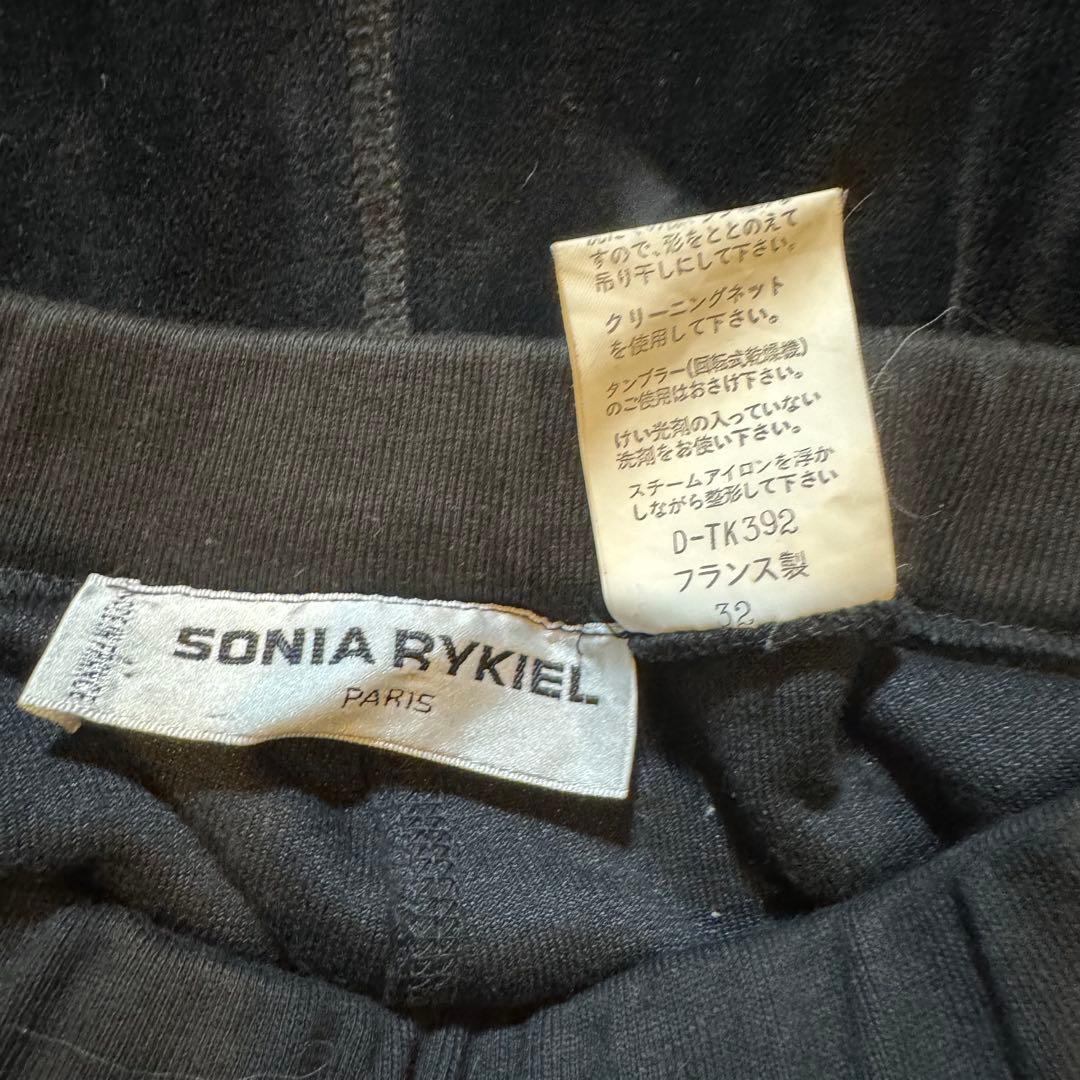 すので、形をととのえて
吊り干しにして下さい。
クリーニングネット
を使用して下さい。
タンブラー(回転式乾燥機)
のご使用はおさけ下さい。
けい光剤の入っていない
洗剤をお使い下さい。
スチームアイロンを浮か
しながら整形して下さい
D-TK392
フランス製
32
SONIA RYKIEL
PARIS